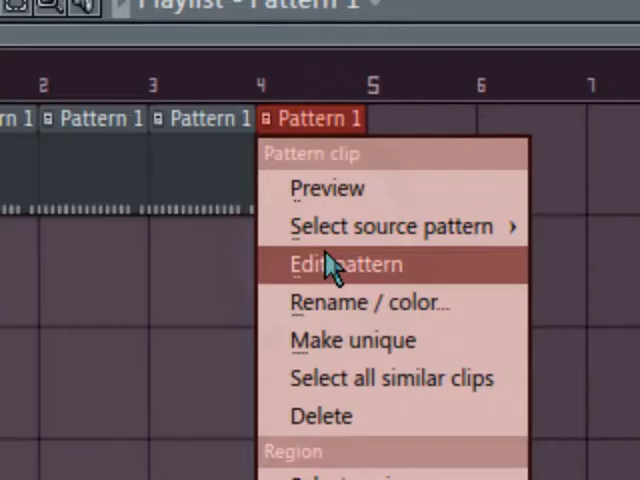 Playlist - Pattern 1
2 3 4 5 6 7
rn 1 Pattern 1 Pattern 1 Pattern 1
Pattern clip
Preview
Select source pattern
Edit pattern
Rename / color...
Make unique
Select all similar clips
Delete
Region